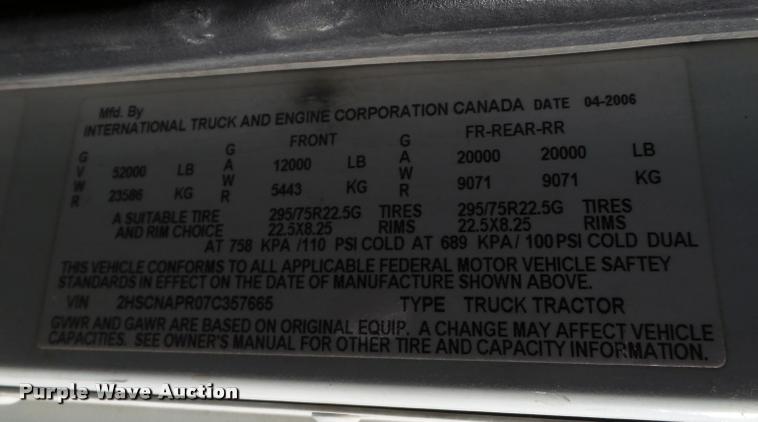 Mfd. By
INTERNATIONAL TRUCK AND ENGINE CORPORATION CANADA DATE 04-2006
GVWR 52000 LB GAWR FRONT 12000 LB GAWR FR-REAR-RR 20000 20000 LB
23586 KG 5443 KG 9071 9071 KG
A SUITABLE TIRE 295/75R22.5G TIRES 295/75R22.5G TIRES
AND RIM CHOICE 22.5X8.25 RIMS 22.5X8.25 RIMS
AT 758 KPA /110 PSI COLD AT 689 KPA/ 100 PSI COLD DUAL
THIS VEHICLE CONFORMS TO ALL APPLICABLE FEDERAL MOTOR VEHICLE SAFTEY
STANDARDS IN EFFECT ON THE DATE OF MANUFACTURE SHOWN ABOVE.
VIN 2HSCNAPR07C357665 TYPE TRUCK TRACTOR
GVWR AND GAWR ARE BASED ON ORIGINAL EQUIP. A CHANGE MAY AFFECT VEHICLE
CAPACITIES. SEE OWNER'S MANUAL FOR OTHER TIRE AND CAPACITY INFORMATION.
Purple Wave Auction